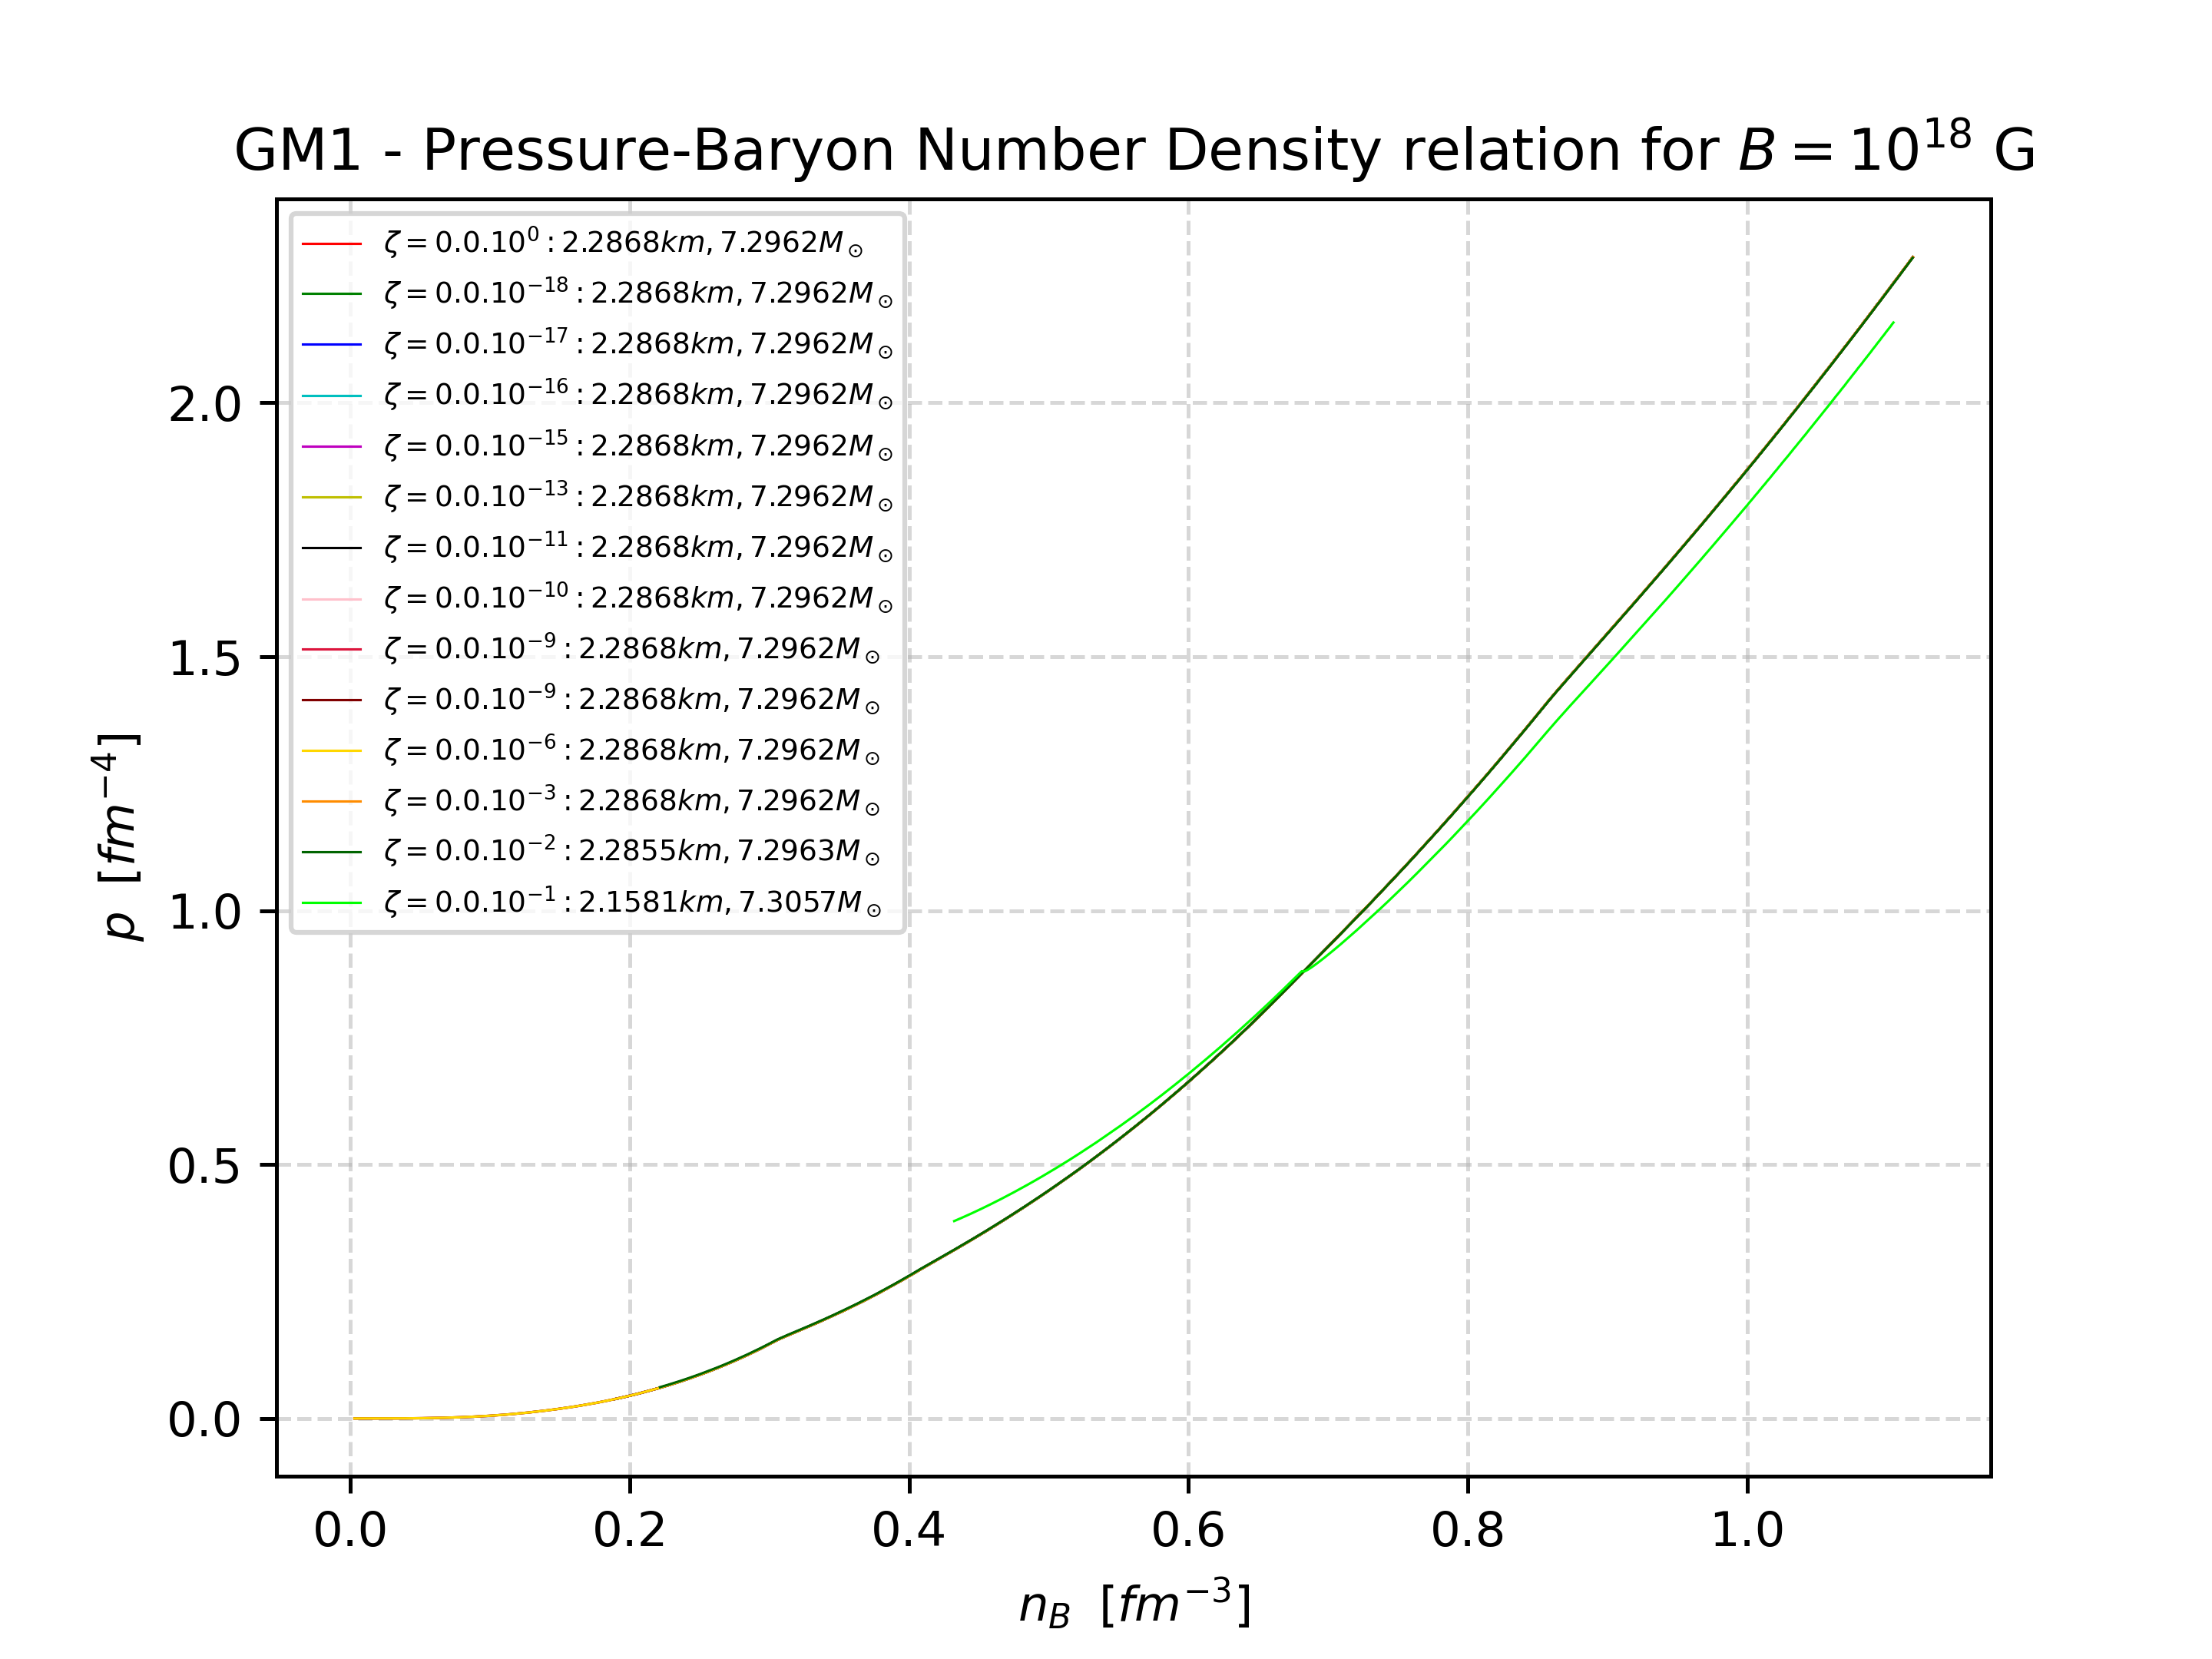 GM1 - Pressure-Baryon Number Density relation for B = 10¹⁸ G
ζ = 0.0.10⁰ : 2.2868km, 7.2962M⊙
ζ = 0.0.10⁻¹⁸ : 2.2868km, 7.2962M⊙
ζ = 0.0.10⁻¹⁷ : 2.2868km, 7.2962M⊙
ζ = 0.0.10⁻¹⁶ : 2.2868km, 7.2962M⊙
ζ = 0.0.10⁻¹⁵ : 2.2868km, 7.2962M⊙
ζ = 0.0.10⁻¹³ : 2.2868km, 7.2962M⊙
ζ = 0.0.10⁻¹¹ : 2.2868km, 7.2962M⊙
ζ = 0.0.10⁻¹⁰ : 2.2868km, 7.2962M⊙
ζ = 0.0.10⁻⁹ : 2.2868km, 7.2962M⊙
ζ = 0.0.10⁻⁹ : 2.2868km, 7.2962M⊙
ζ = 0.0.10⁻⁶ : 2.2868km, 7.2962M⊙
ζ = 0.0.10⁻³ : 2.2868km, 7.2962M⊙
ζ = 0.0.10⁻² : 2.2855km, 7.2963M⊙
ζ = 0.0.10⁻¹ : 2.1581km, 7.3057M⊙
p [fm⁻⁴]
2.0
1.5
1.0
0.5
0.0
0.0 0.2 0.4 0.6 0.8 1.0
n_B [fm⁻³]